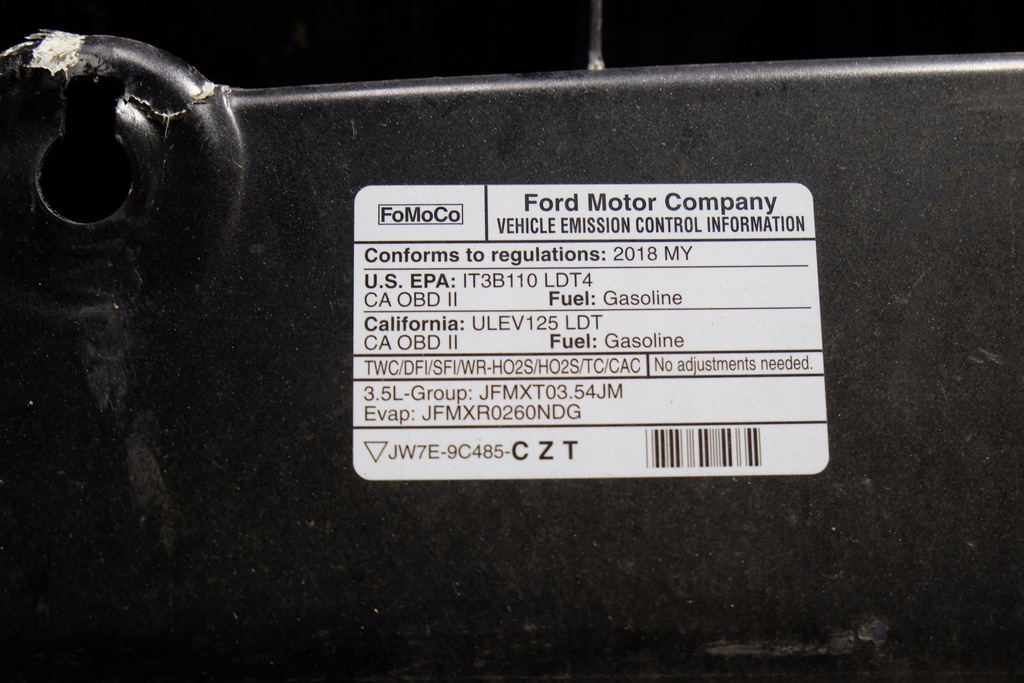 FoMoCo
Ford Motor Company
VEHICLE EMISSION CONTROL INFORMATION
Conforms to regulations: 2018 MY
U.S. EPA: IT3B110 LDT4
CA OBD II Fuel: Gasoline
California: ULEV125 LDT
CA OBD II Fuel: Gasoline
TWC/DFI/SFI/WR-HO2S/HO2S/TC/CAC No adjustments needed.
3.5L-Group: JFMXT03.54JM
Evap: JFMXR0260NDG
▽JW7E-9C485-C Z T